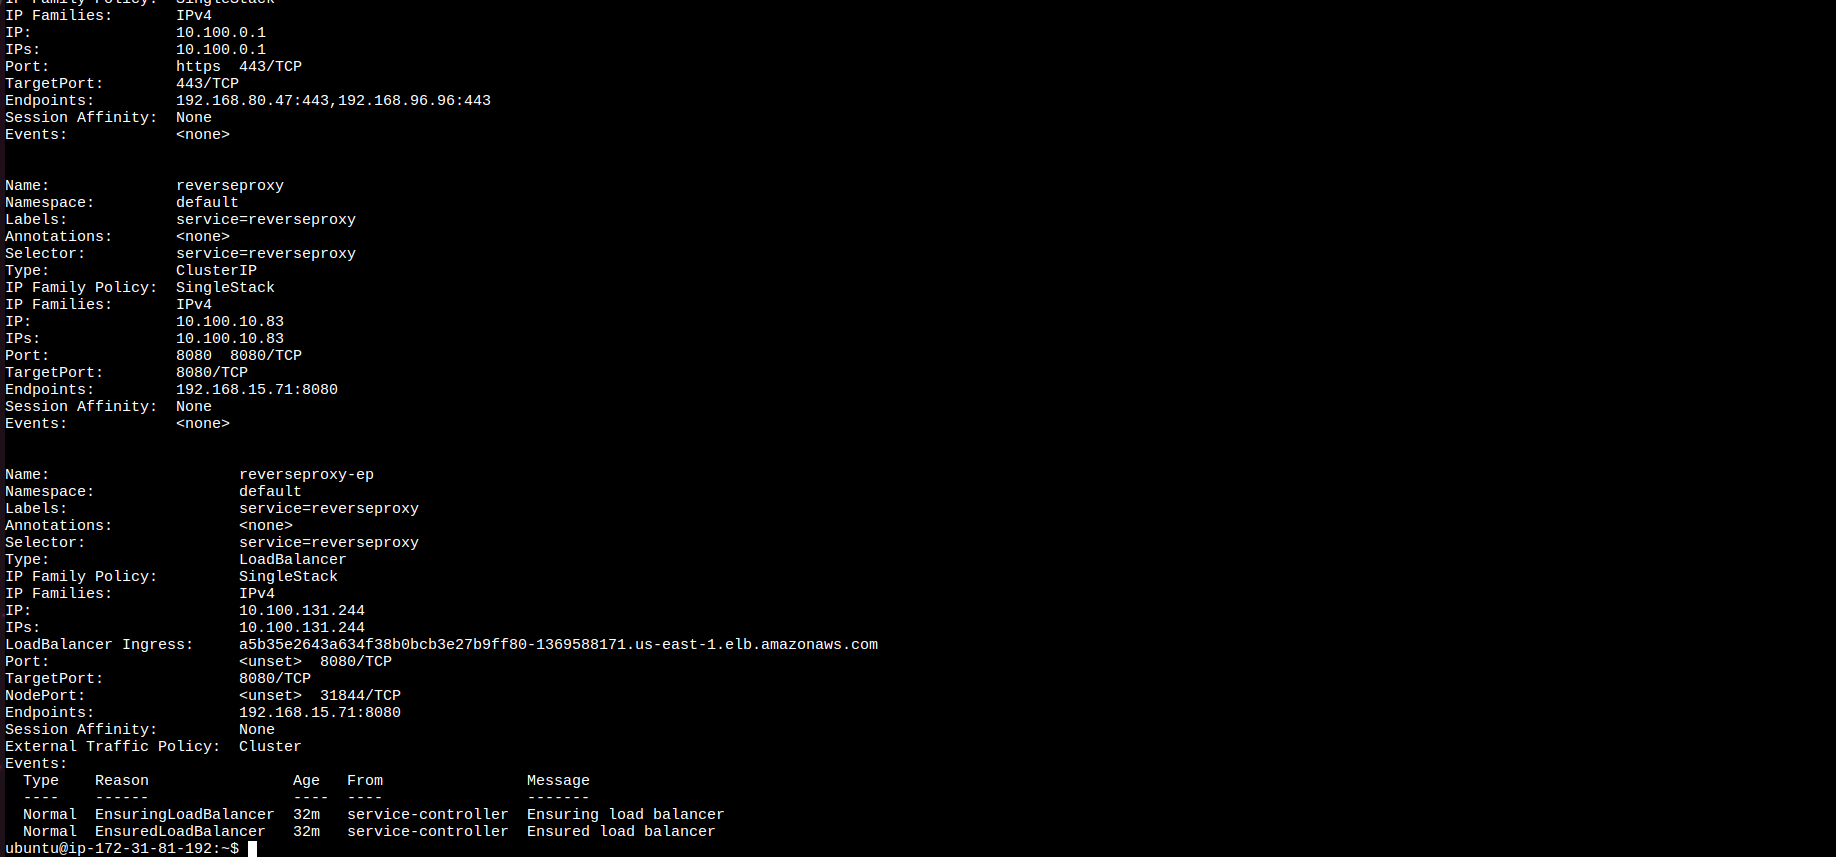 IP Family Policy:  SingleStack
IP Families:       IPv4
IP:                10.100.0.1
IPs:               10.100.0.1
Port:              https  443/TCP
TargetPort:        443/TCP
Endpoints:         192.168.80.47:443,192.168.96.96:443
Session Affinity:  None
Events:            <none>
Name:              reverseproxy
Namespace:         default
Labels:            service=reverseproxy
Annotations:       <none>
Selector:          service=reverseproxy
Type:              ClusterIP
IP Family Policy:  SingleStack
IP Families:       IPv4
IP:                10.100.10.83
IPs:               10.100.10.83
Port:              8080  8080/TCP
TargetPort:        8080/TCP
Endpoints:         192.168.15.71:8080
Session Affinity:  None
Events:            <none>
Name:                     reverseproxy-ep
Namespace:                default
Labels:                   service=reverseproxy
Annotations:              <none>
Selector:                 service=reverseproxy
Type:                     LoadBalancer
IP Family Policy:         SingleStack
IP Families:              IPv4
IP:                       10.100.131.244
IPs:                      10.100.131.244
LoadBalancer Ingress:     a5b35e2643a634f38b0bcb3e27b9ff80-1369588171.us-east-1.elb.amazonaws.com
Port:                     <unset>  8080/TCP
TargetPort:               8080/TCP
NodePort:                 <unset>  31844/TCP
Endpoints:                192.168.15.71:8080
Session Affinity:         None
External Traffic Policy:  Cluster
Events:
  Type    Reason                Age   From                Message
  ----    ------                ----  ----                -------
  Normal  EnsuringLoadBalancer  32m   service-controller  Ensuring load balancer
  Normal  EnsuredLoadBalancer   32m   service-controller  Ensured load balancer
ubuntu@ip-172-31-81-192:~$